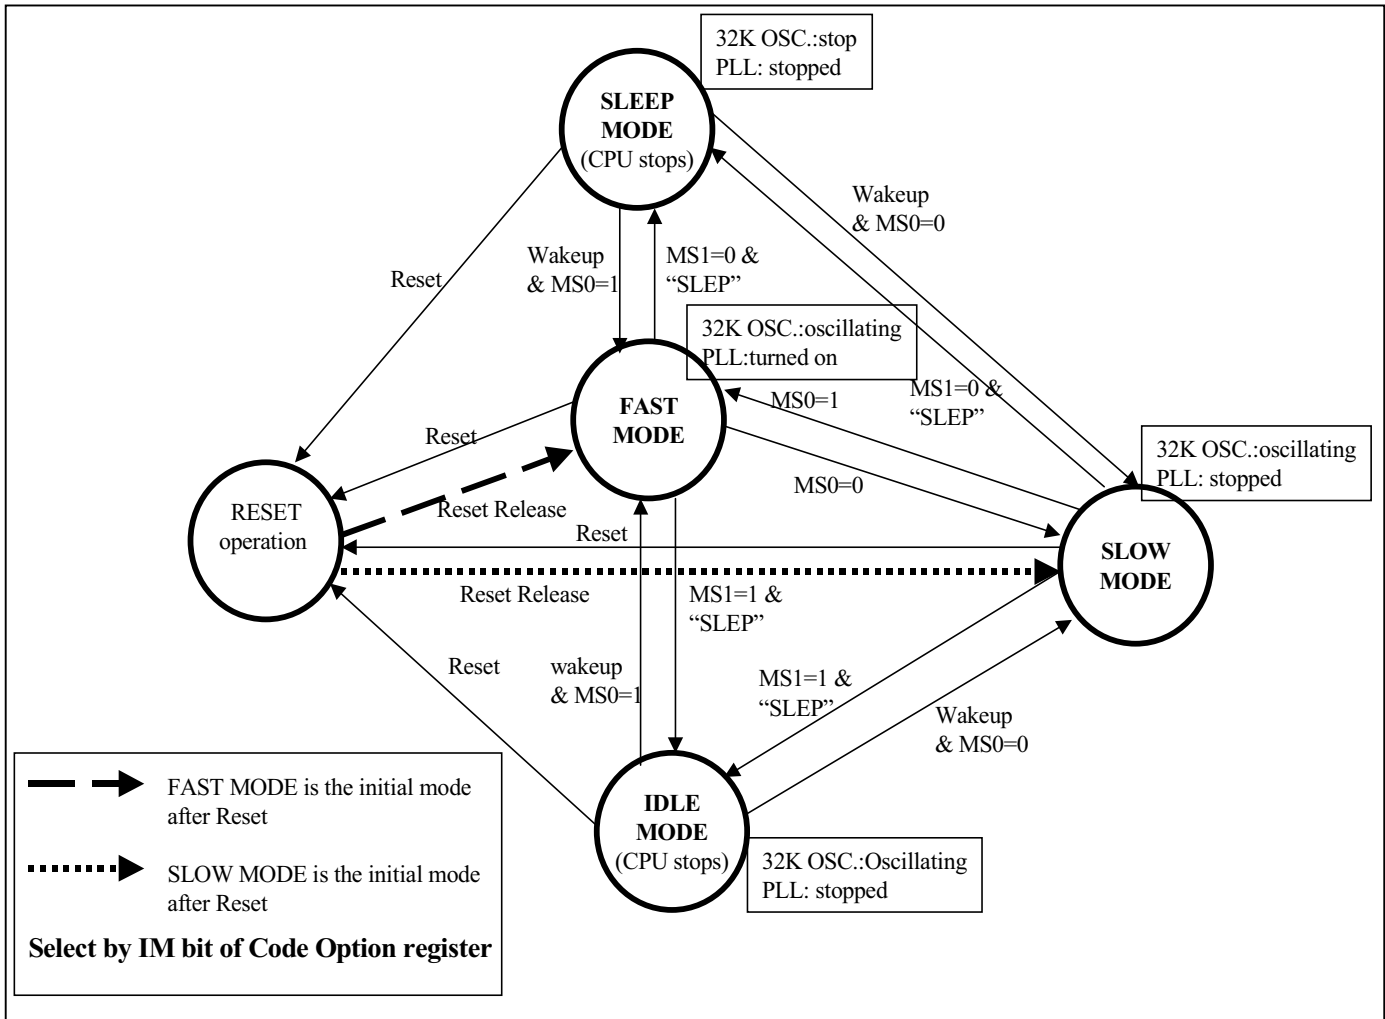 32K OSC.:stop
PLL: stopped
SLEEP
MODE
(CPU stops)
Wakeup
& MS0=0
Wakeup
& MS0=1
MS1=0 &
“SLEP”
Reset
32K OSC.:oscillating
PLL:turned on
MS1=0 &
“SLEP”
MS0=1
FAST
MODE
Reset
32K OSC.:oscillating
PLL: stopped
MS0=0
RESET
operation
Reset Release
Reset
SLOW
MODE
Reset Release
MS1=1 &
“SLEP”
Reset
wakeup
& MS0=1
MS1=1 &
“SLEP”
Wakeup
& MS0=0
IDLE
MODE
(CPU stops)
32K OSC.:Oscillating
PLL: stopped
FAST MODE is the initial mode
after Reset
SLOW MODE is the initial mode
after Reset
Select by IM bit of Code Option register